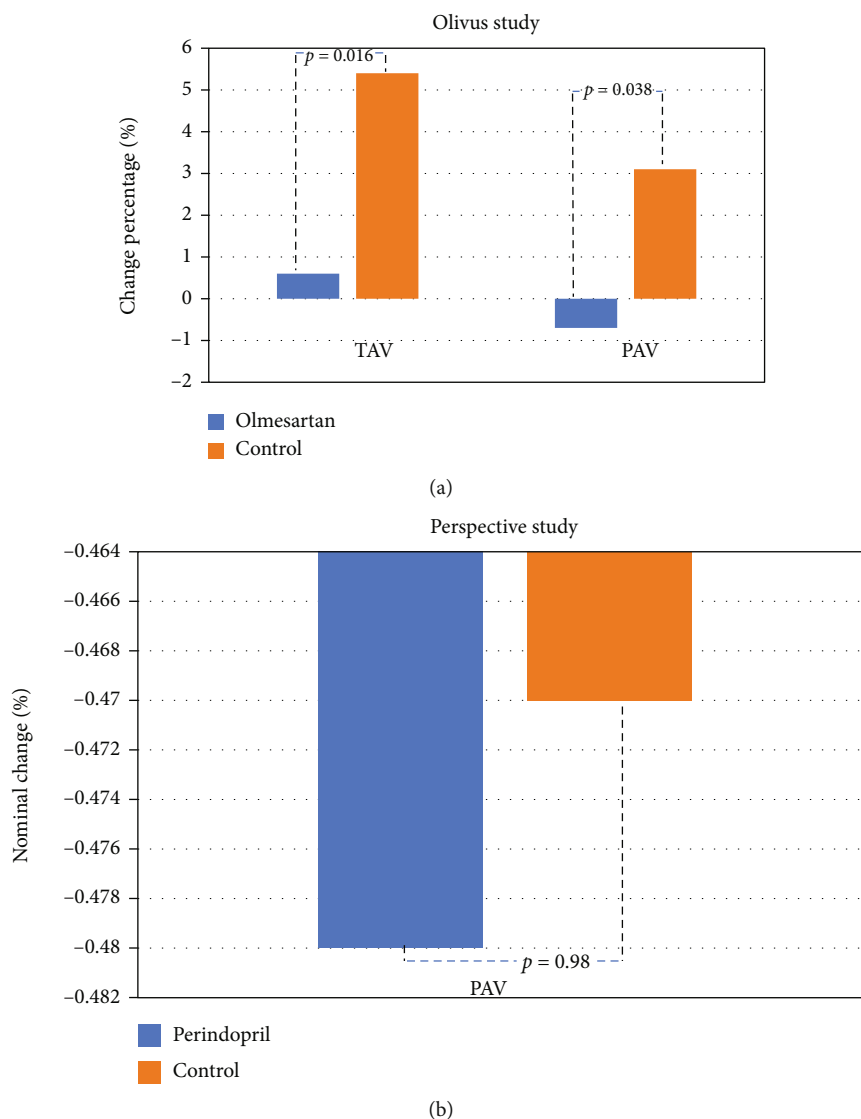 Olivus study
Change percentage (%)
6
5
4
3
2
1
0
−1
−2
p = 0.016
p = 0.038
TAV
PAV
Olmesartan
Control
(a)
Perspective study
Nominal change (%)
−0.464
−0.466
−0.468
−0.47
−0.472
−0.474
−0.476
−0.478
−0.48
−0.482
p = 0.98
PAV
Perindopril
Control
(b)